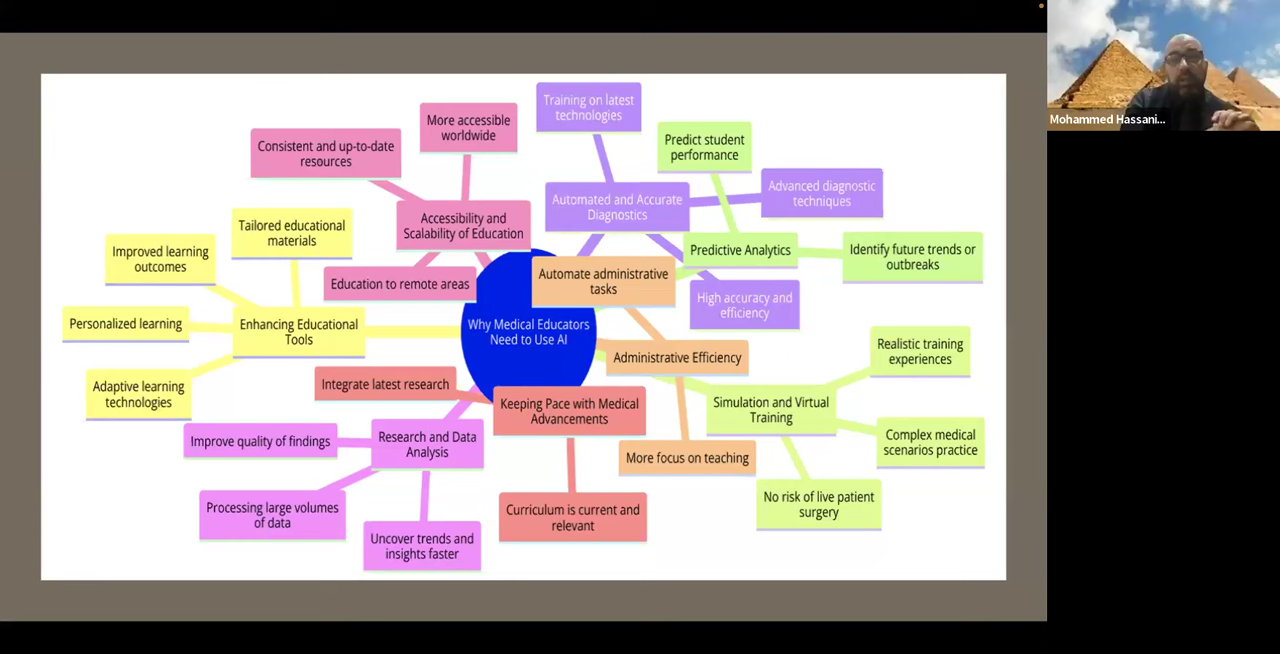 Training on latest
technologies
More accessible
worldwide
Consistent and up-to-date
resources
Predict student
performance
Automated and Accurate
Diagnostics
Advanced diagnostic
techniques
Accessibility and
Scalability of Education
Tailored educational
materials
Improved learning
outcomes
Predictive Analytics
Identify future trends or
outbreaks
Automate administrative
tasks
Education to remote areas
High accuracy and
efficiency
Personalized learning
Enhancing Educational
Tools
Why Medical Educators
Need to Use AI
Administrative Efficiency
Realistic training
experiences
Integrate latest research
Adaptive learning
technologies
Keeping Pace with Medical
Advancements
Simulation and Virtual
Training
Improve quality of findings
Research and Data
Analysis
Complex medical
scenarios practice
More focus on teaching
Processing large volumes
of data
Curriculum is current and
relevant
No risk of live patient
surgery
Uncover trends and
insights faster
Mohammed Hassani...